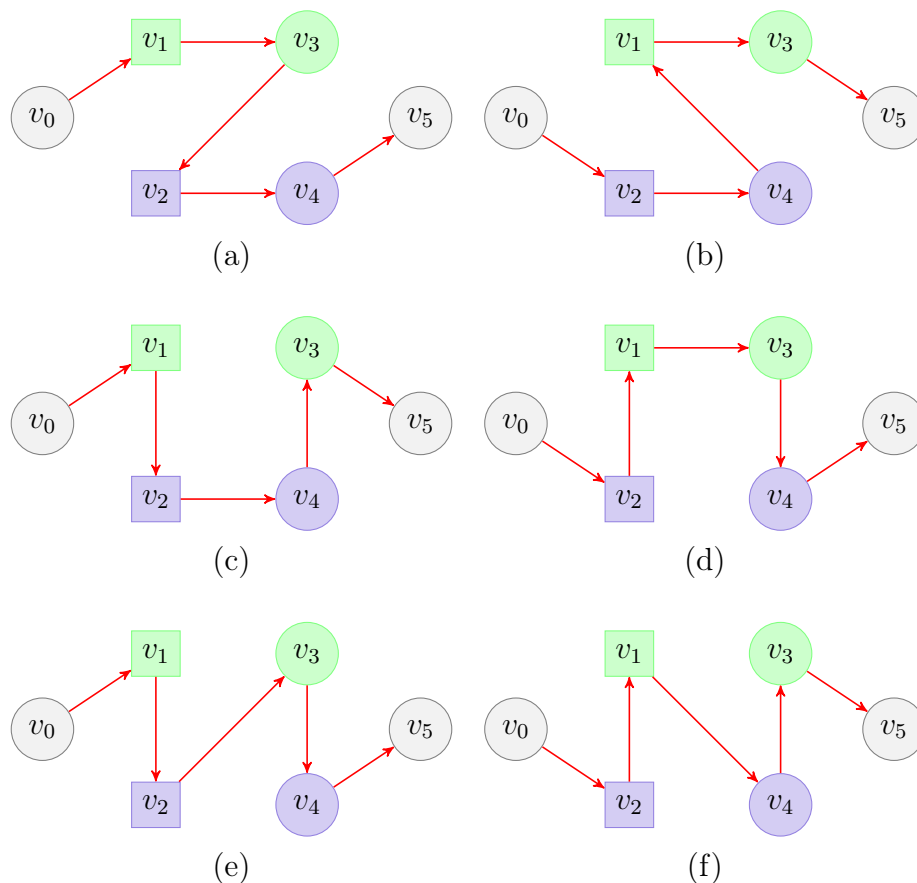 v₁ v₃ v₁ v₃
v₀ v₅ v₀ v₅
v₂ v₄ v₂ v₄
(a) (b)
v₁ v₃ v₁ v₃
v₀ v₅ v₀ v₅
v₂ v₄ v₂ v₄
(c) (d)
v₁ v₃ v₁ v₃
v₀ v₅ v₀ v₅
v₂ v₄ v₂ v₄
(e) (f)